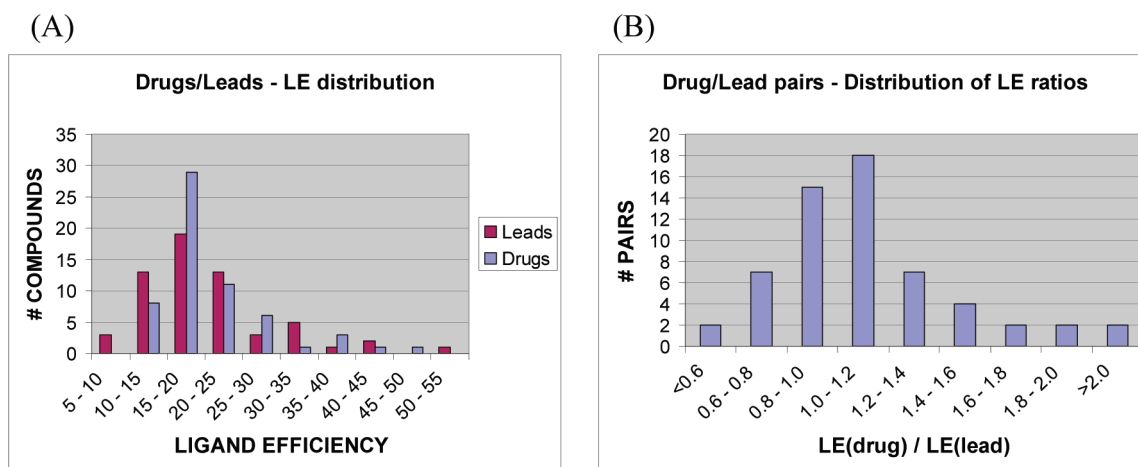 (A)
Drugs/Leads - LE distribution
# COMPOUNDS
35
30
25
20
15
10
5
0
5 - 10
10 - 15
15 - 20
20 - 25
25 - 30
30 - 35
35 - 40
40 - 45
45 - 50
50 - 55
LIGAND EFFICIENCY
Leads
Drugs
(B)
Drug/Lead pairs - Distribution of LE ratios
# PAIRS
20
18
16
14
12
10
8
6
4
2
0
<0.6
0.6 - 0.8
0.8 - 1.0
1.0 - 1.2
1.2 - 1.4
1.4 - 1.6
1.6 - 1.8
1.8 - 2.0
>2.0
LE(drug) / LE(lead)